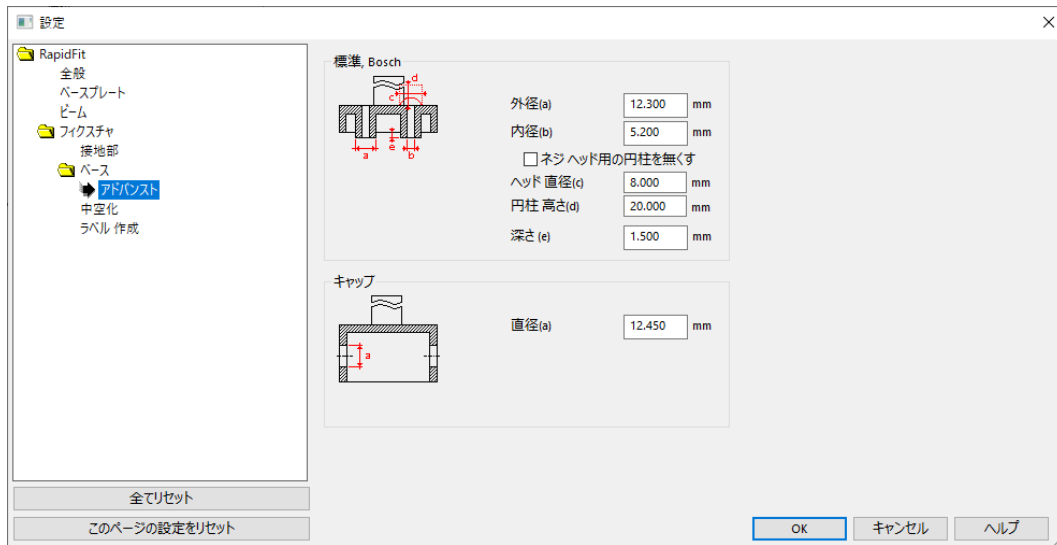 設定
RapidFit
全般
ベースプレート
ビーム
フィクスチャ
接地部
ベース
アドバンスト
中空化
ラベル 作成
全てリセット
このページの設定をリセット
標準, Bosch
d
c
a
e
b
外径(a) 12.300 mm
内径(b) 5.200 mm
ネジ ヘッド用の円柱を無くす
ヘッド 直径(c) 8.000 mm
円柱 高さ(d) 20.000 mm
深さ(e) 1.500 mm
キャップ
a
直径(a) 12.450 mm
OK キャンセル ヘルプ